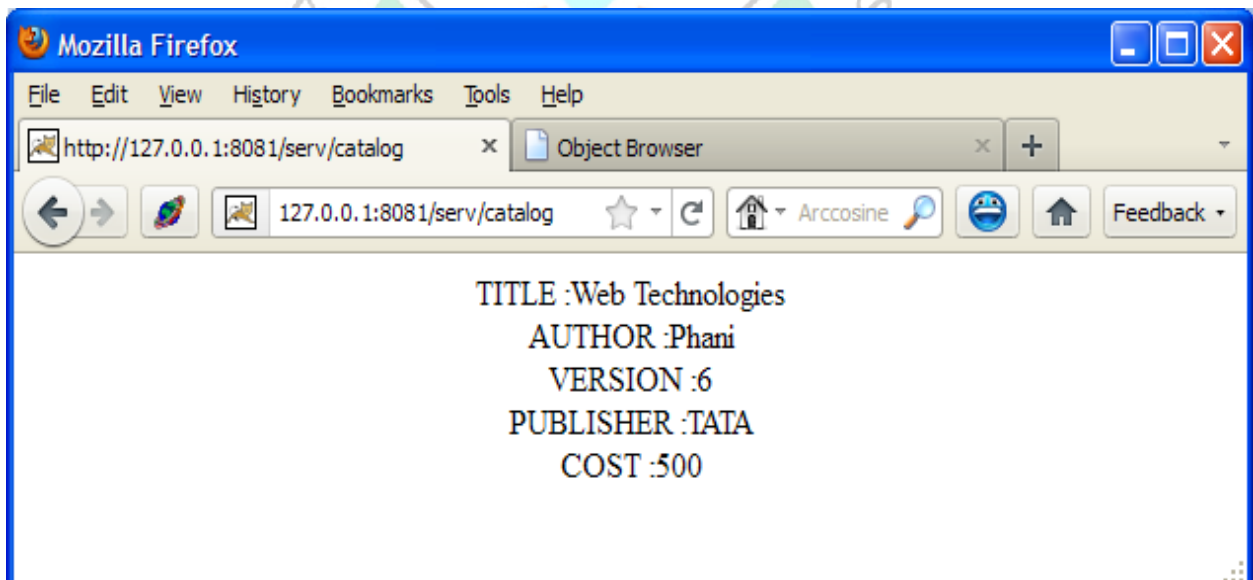 Mozilla Firefox
File Edit View History Bookmarks Tools Help
http://127.0.0.1:8081/serv/catalog × Object Browser × +
127.0.0.1:8081/serv/catalog Arccosine Feedback
TITLE :Web Technologies
AUTHOR :Phani
VERSION :6
PUBLISHER :TATA
COST :500